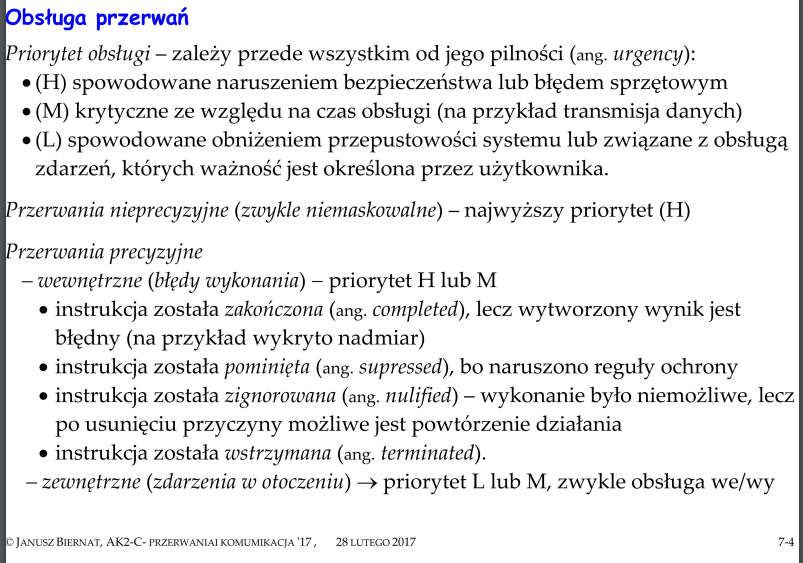 Obsługa przerwań
Priorytet obsługi – zależy przede wszystkim od jego pilności (ang. urgency):
• (H) spowodowane naruszeniem bezpieczeństwa lub błędem sprzętowym
• (M) krytyczne ze względu na czas obsługi (na przykład transmisja danych)
• (L) spowodowane obniżeniem przepustowości systemu lub związane z obsługą
zdarzeń, których ważność jest określona przez użytkownika.
Przerwania nieprecyzyjne (zwykle niemaskowalne) – najwyższy priorytet (H)
Przerwania precyzyjne
– wewnętrzne (błędy wykonania) – priorytet H lub M
• instrukcja została zakończona (ang. completed), lecz wytworzony wynik jest
błędny (na przykład wykryto nadmiar)
• instrukcja została pominięta (ang. supressed), bo naruszono reguły ochrony
• instrukcja została zignorowana (ang. nulified) – wykonanie było niemożliwe, lecz
po usunięciu przyczyny możliwe jest powtórzenie działania
• instrukcja została wstrzymana (ang. terminated).
– zewnętrzne (zdarzenia w otoczeniu) → priorytet L lub M, zwykle obsługa we/wy
© JANUSZ BIERNAT, AK2-C- PRZERWANIAI KOMUMIKACJA '17 , 28 LUTEGO 2017 7-4